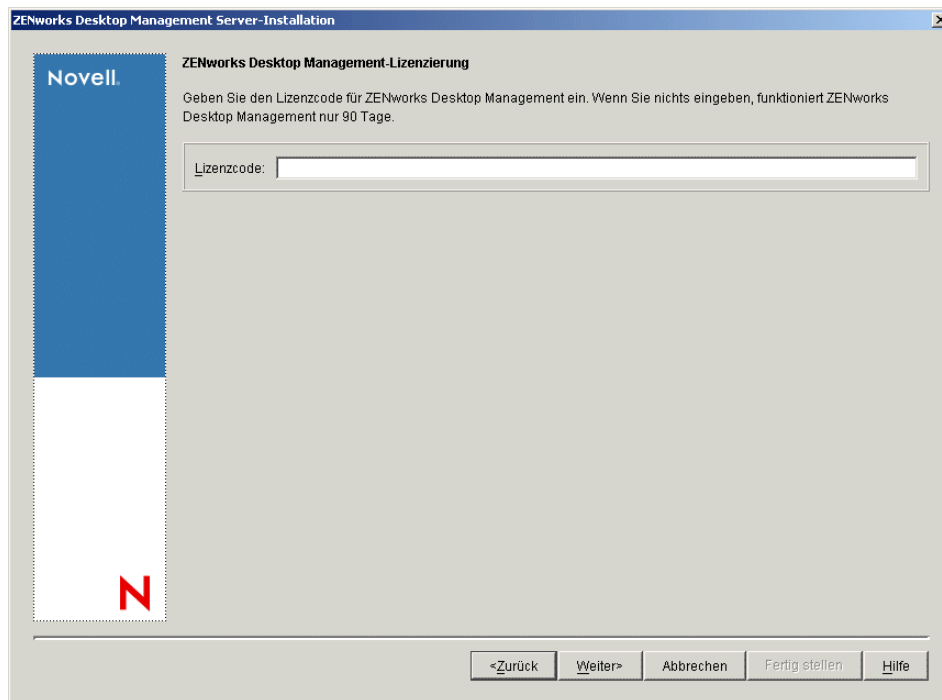 ZENworks Desktop Management Server-Installation
Novell.
ZENworks Desktop Management-Lizenzierung
Geben Sie den Lizenzcode für ZENworks Desktop Management ein. Wenn Sie nichts eingeben, funktioniert ZENworks
Desktop Management nur 90 Tage.
Lizenzcode:
N
<Zurück Weiter> Abbrechen Fertig stellen Hilfe